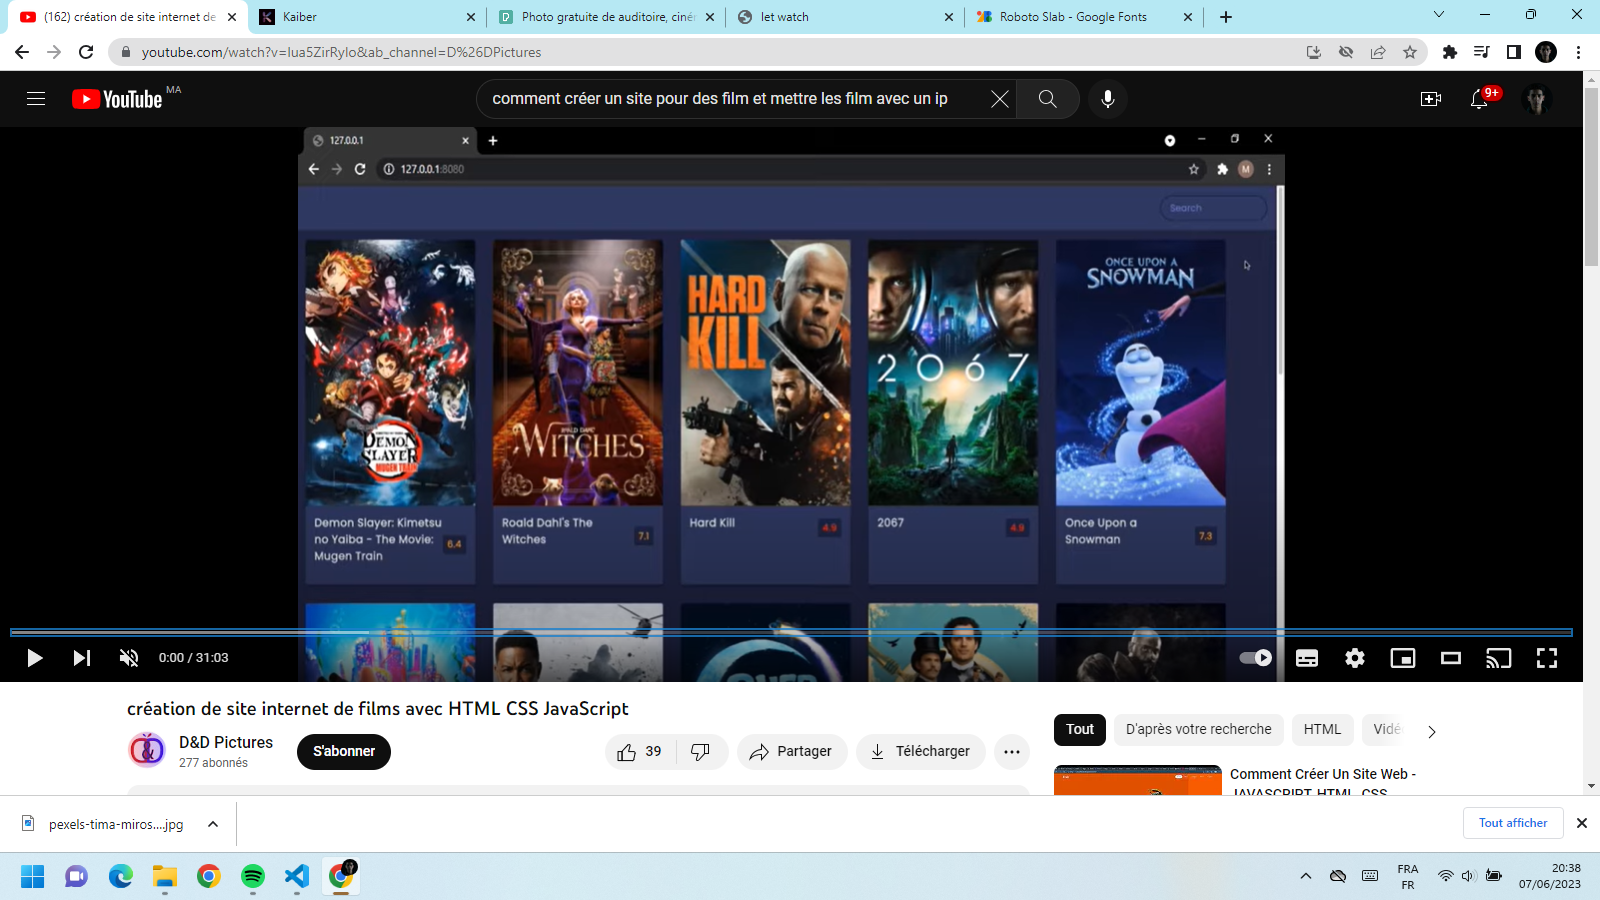 (162) création de site internet de
Kaiber
Photo gratuite de auditoire, ciném
let watch
Roboto Slab - Google Fonts
youtube.com/watch?v=Iua5ZirRylo&ab_channel=D%26DPictures
YouTube MA
comment créer un site pour des film et mettre les film avec un ip
9+
127.0.0.1
127.0.0.1:8080
M
Search
DEMON SLAYER MUGEN TRAIN
ROALD DAHL'S THE WITCHES
HARD KILL
2067
ONCE UPON A SNOWMAN
Demon Slayer: Kimetsu no Yaiba - The Movie: Mugen Train
6.4
Roald Dahl's The Witches
7.1
Hard Kill
4.9
2067
4.9
Once Upon a Snowman
7.3
OVER
0:00 / 31:03
création de site internet de films avec HTML CSS JavaScript
D&D Pictures
277 abonnés
S'abonner
39
Partager
Télécharger
Tout
D'après votre recherche
HTML
Vidé
Comment Créer Un Site Web -
JAVASCRIPT, HTML, CSS
pexels-tima-miros....jpg
Tout afficher
FRA
FR
20:38
07/06/2023